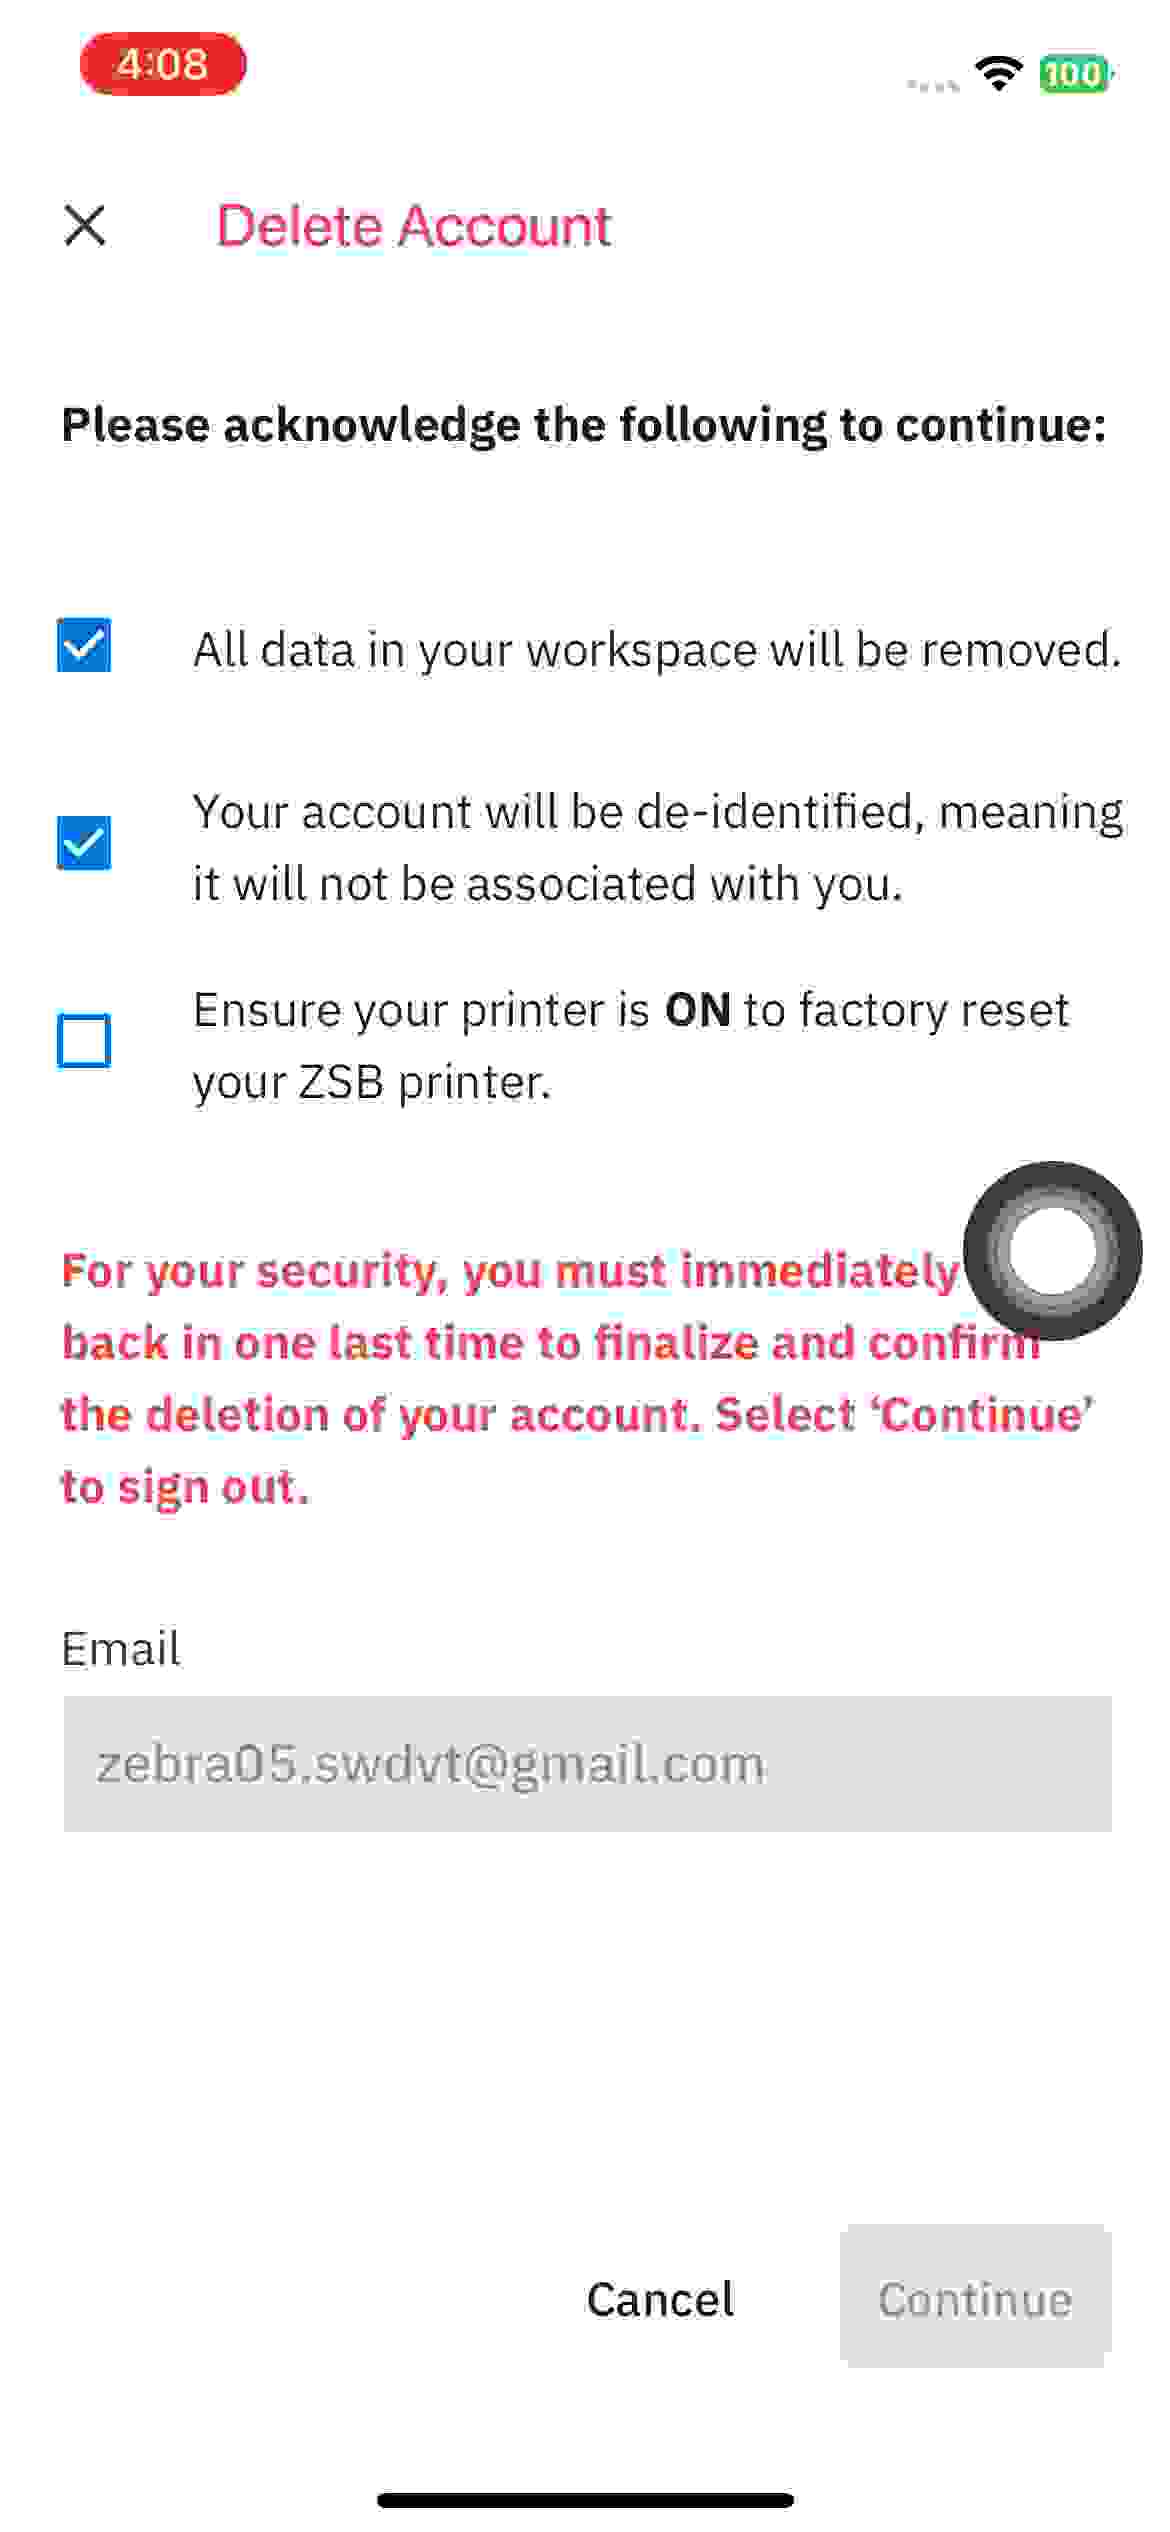 4:08
100
Delete Account
Please acknowledge the following to continue:
All data in your workspace will be removed.
Your account will be de-identified, meaning
it will not be associated with you.
Ensure your printer is ON to factory reset
your ZSB printer.
For your security, you must immediately
back in one last time to finalize and confirm
the deletion of your account. Select ‘Continue’
to sign out.
Email
zebra05.swdvt@gmail.com
Cancel
Continue